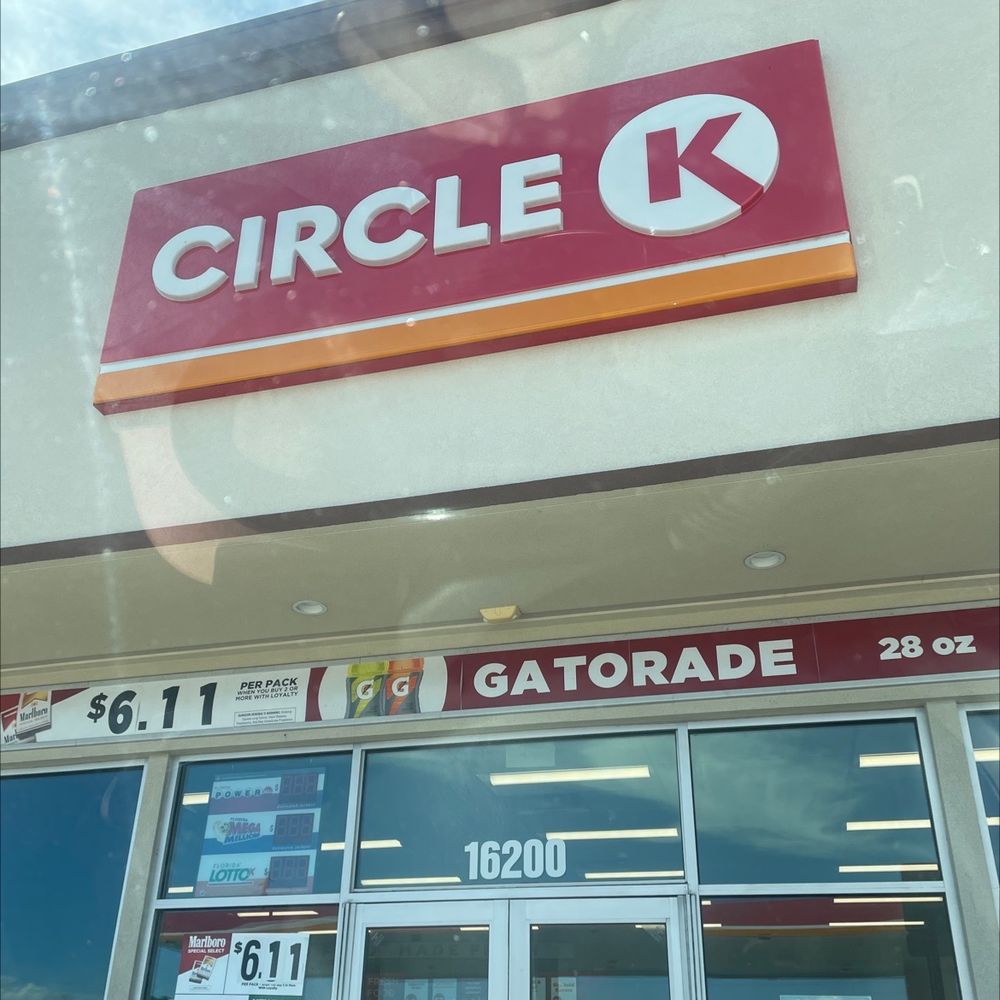 CIRCLE K
Marlboro
$6.11
PER PACK
WHEN YOU BUY 2 OR
MORE WITH LOYALTY
G G
GATORADE
28 oz
POWER
FLORIDA
MEGA
MILLIONS
FLORIDA
LOTTO
16200
Marlboro
SPECIAL SELECT
$6.11